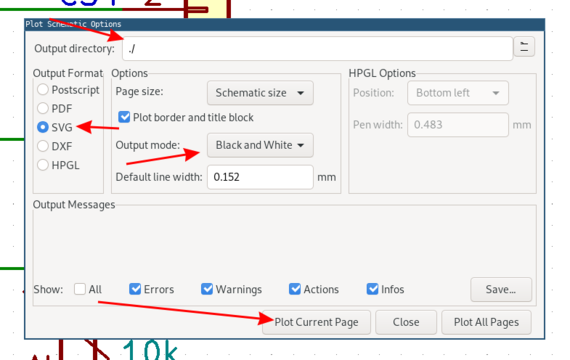 Plot Schematic Options
Output directory: ./
Output Format Options HPGL Options
Postscript Page size: Schematic size Position: Bottom left
PDF Plot border and title block
SVG Pen width: 0.483 mm
DXF Output mode: Black and White
HPGL Default line width: 0.152 mm
Output Messages
Show: All Errors Warnings Actions Infos Save...
Plot Current Page Close Plot All Pages
10k